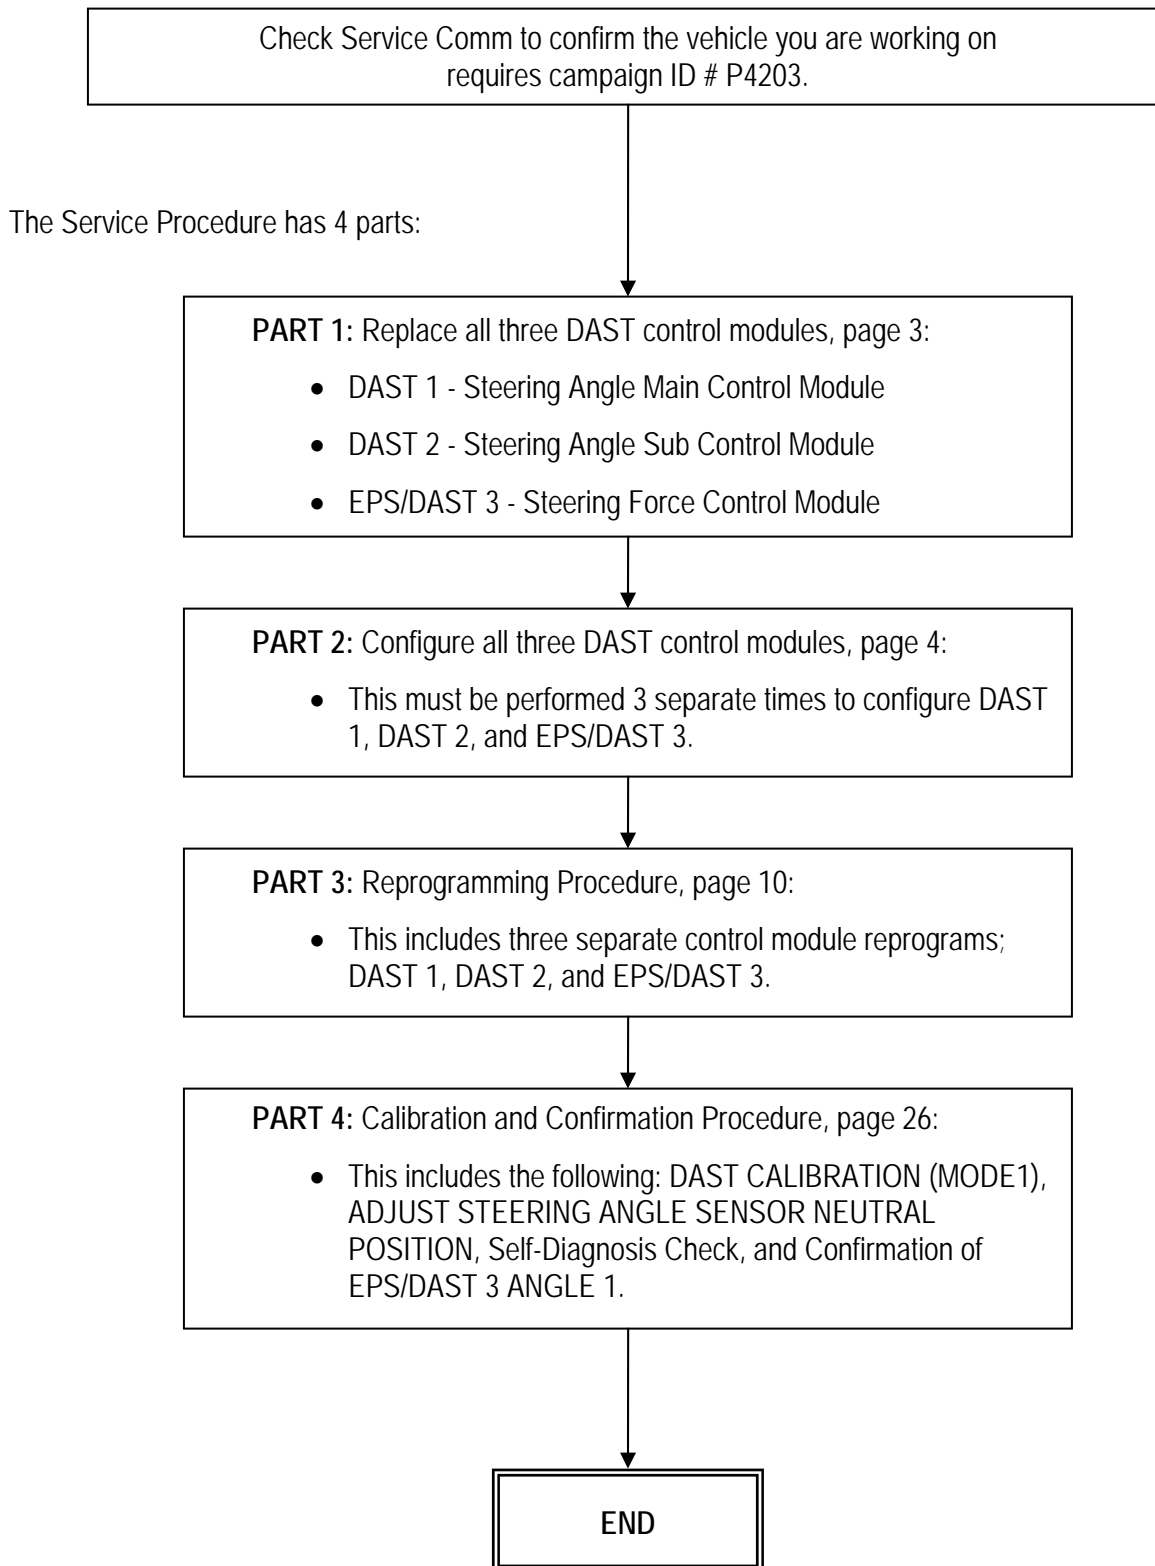 Check Service Comm to confirm the vehicle you are working on
requires campaign ID # P4203.
The Service Procedure has 4 parts:
PART 1: Replace all three DAST control modules, page 3:
• DAST 1 - Steering Angle Main Control Module
• DAST 2 - Steering Angle Sub Control Module
• EPS/DAST 3 - Steering Force Control Module
PART 2: Configure all three DAST control modules, page 4:
• This must be performed 3 separate times to configure DAST
1, DAST 2, and EPS/DAST 3.
PART 3: Reprogramming Procedure, page 10:
• This includes three separate control module reprograms;
DAST 1, DAST 2, and EPS/DAST 3.
PART 4: Calibration and Confirmation Procedure, page 26:
• This includes the following: DAST CALIBRATION (MODE1),
ADJUST STEERING ANGLE SENSOR NEUTRAL
POSITION, Self-Diagnosis Check, and Confirmation of
EPS/DAST 3 ANGLE 1.
END